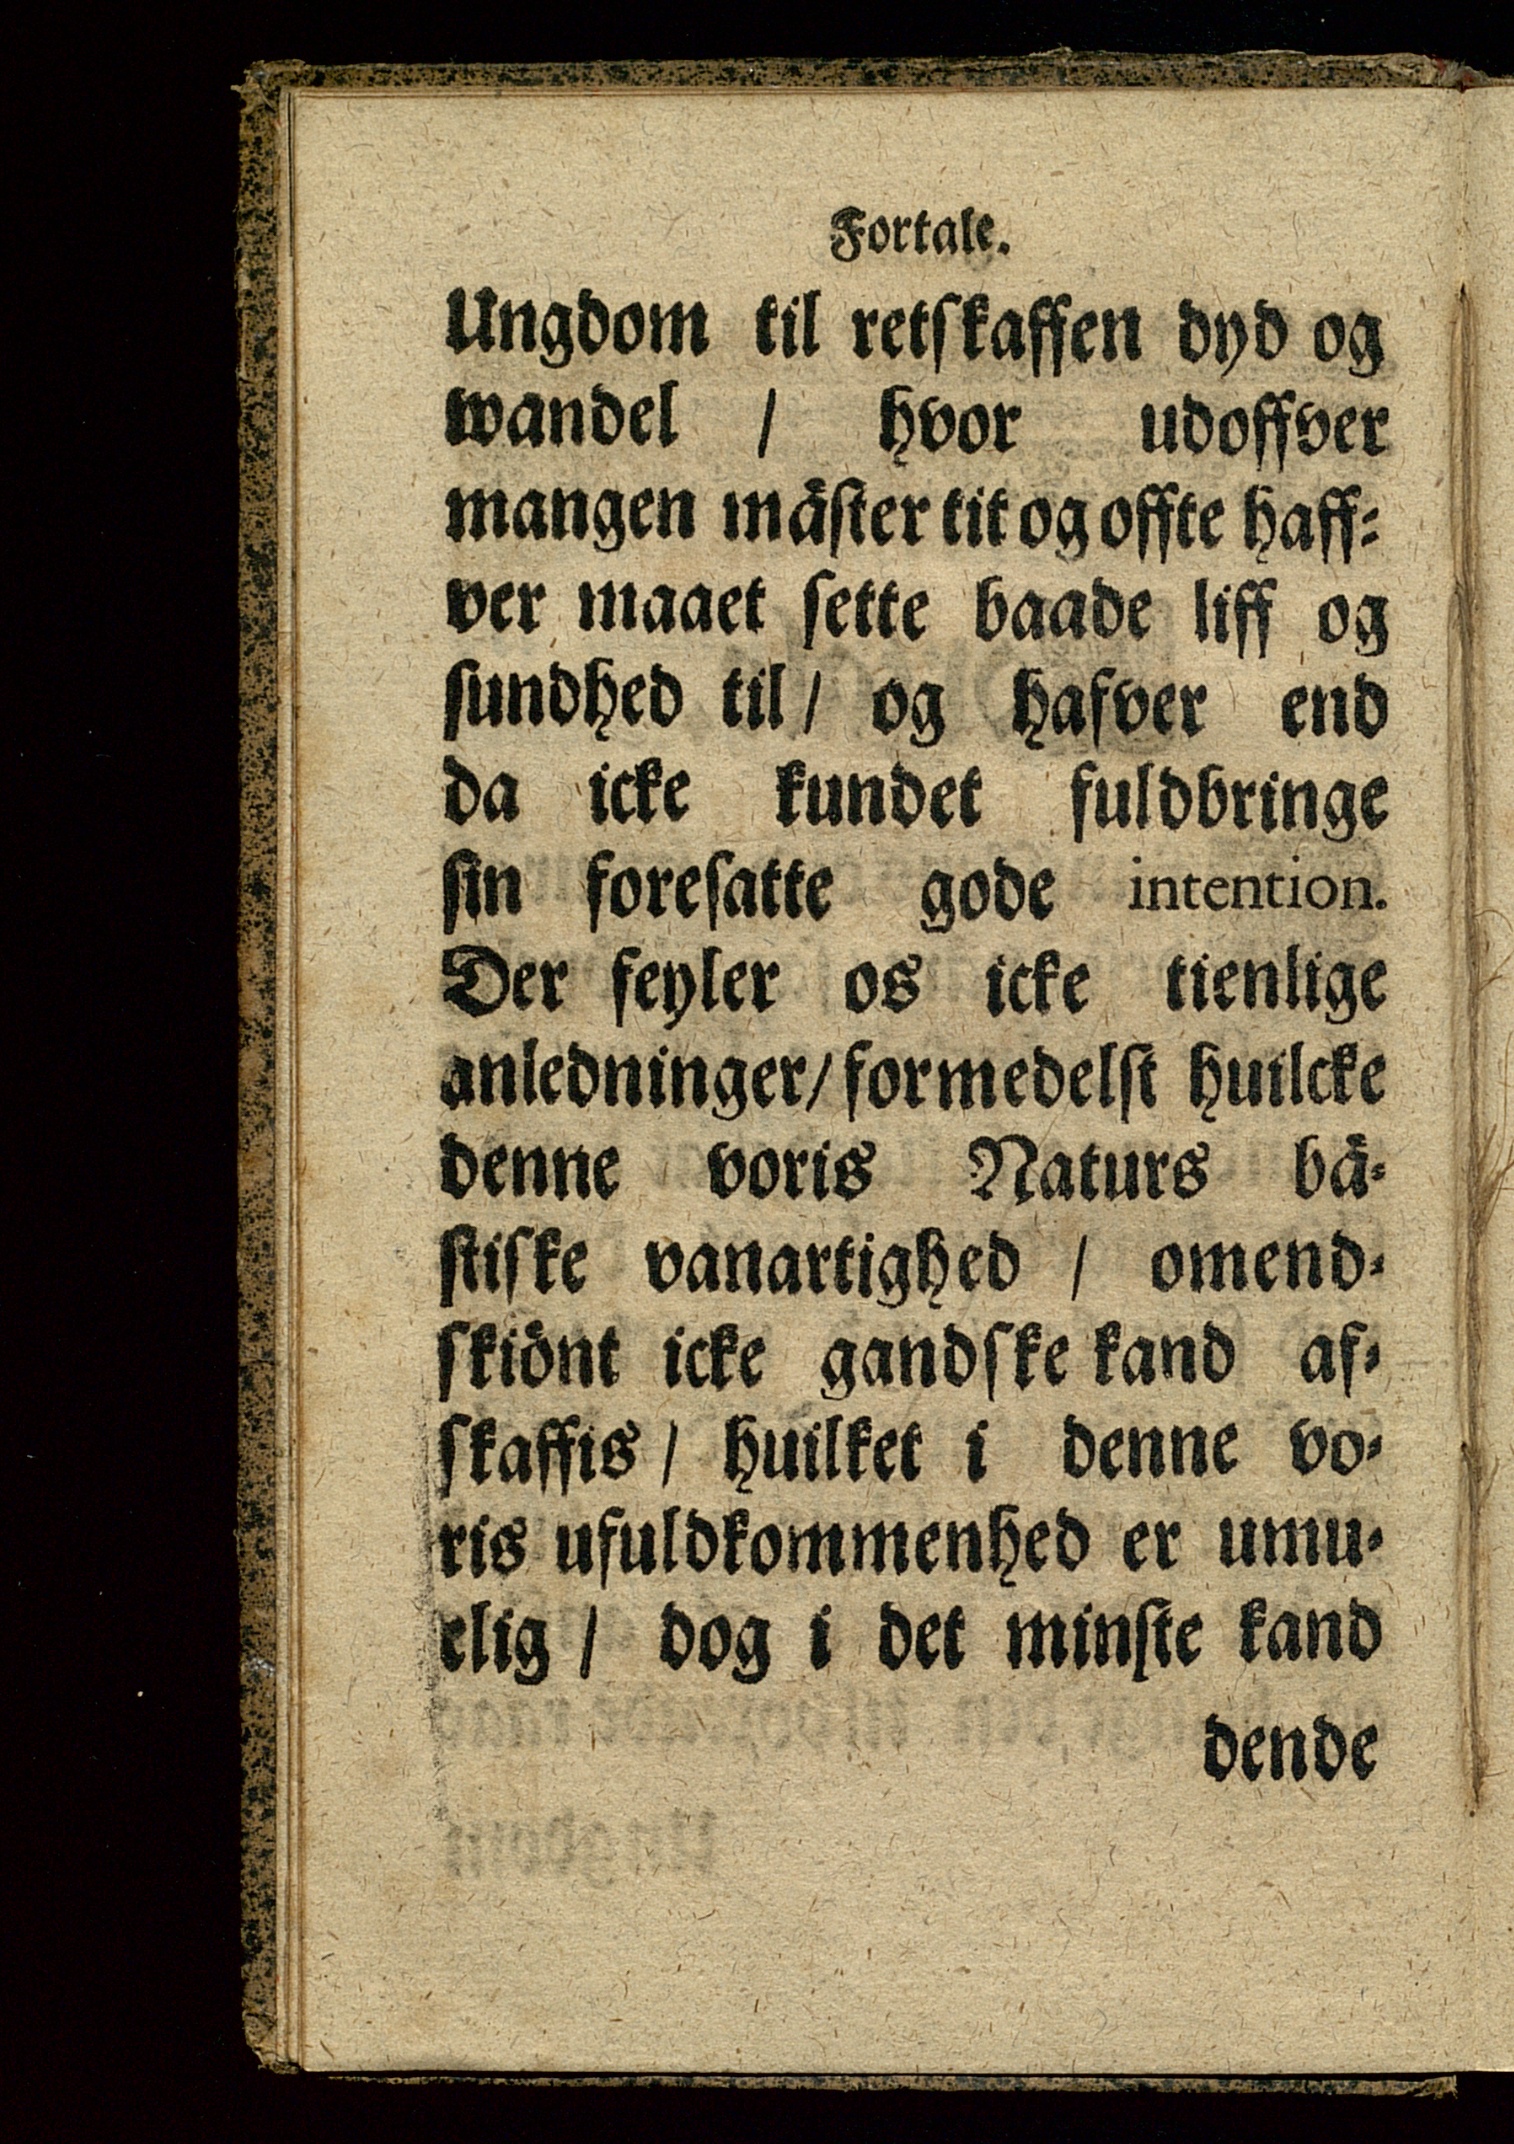 Fortale.
Ungdom til retſkaffen dyd og
wandel / hvor udoffver
mangen mäſter tit og offte haff⸗
ver maaet ſette baade liff og
ſundhed til / og hafver end
da icke kundet fuldbringe
ſin foreſatte gode intention.
Der feyler os icke tienlige
anledninger / formedelſt huilcke
denne voris Naturs bä⸗
ſtiſke vanartighed / omend⸗
ſkiönt icke gandſke kand af⸗
ſkaffis / huilket i denne vo⸗
ris ufuldkommenhed er umu⸗
elig / dog i det minſte kand
dende